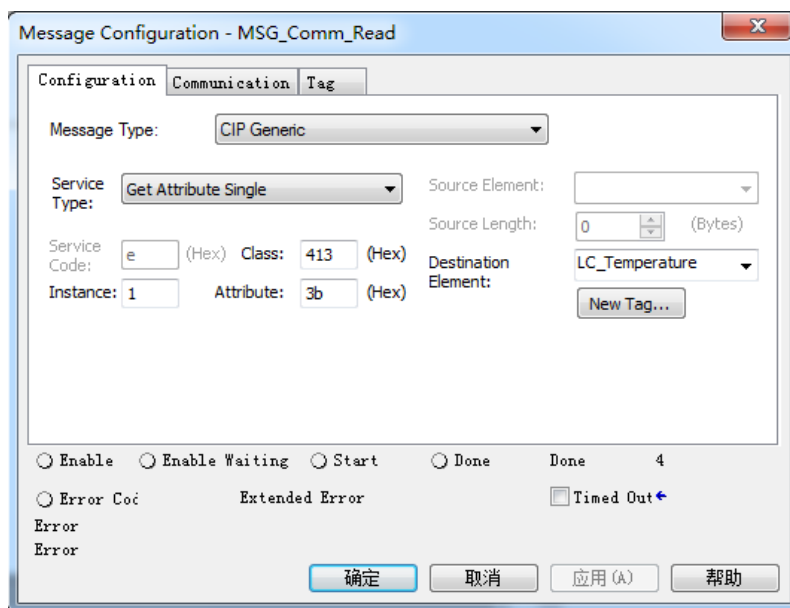 Message Configuration - MSG_Comm_Read
Configuration Communication Tag
Message Type: CIP Generic
Service Type: Get Attribute Single
Source Element:
Source Length: 0 (Bytes)
Service Code: e (Hex) Class: 413 (Hex)
Destination Element: LC_Temperature
Instance: 1 Attribute: 3b (Hex)
New Tag...
Enable Enable Waiting Start Done Done 4
Error Coc Extended Error Timed Out
Error
Error
确定 取消 应用(A) 帮助